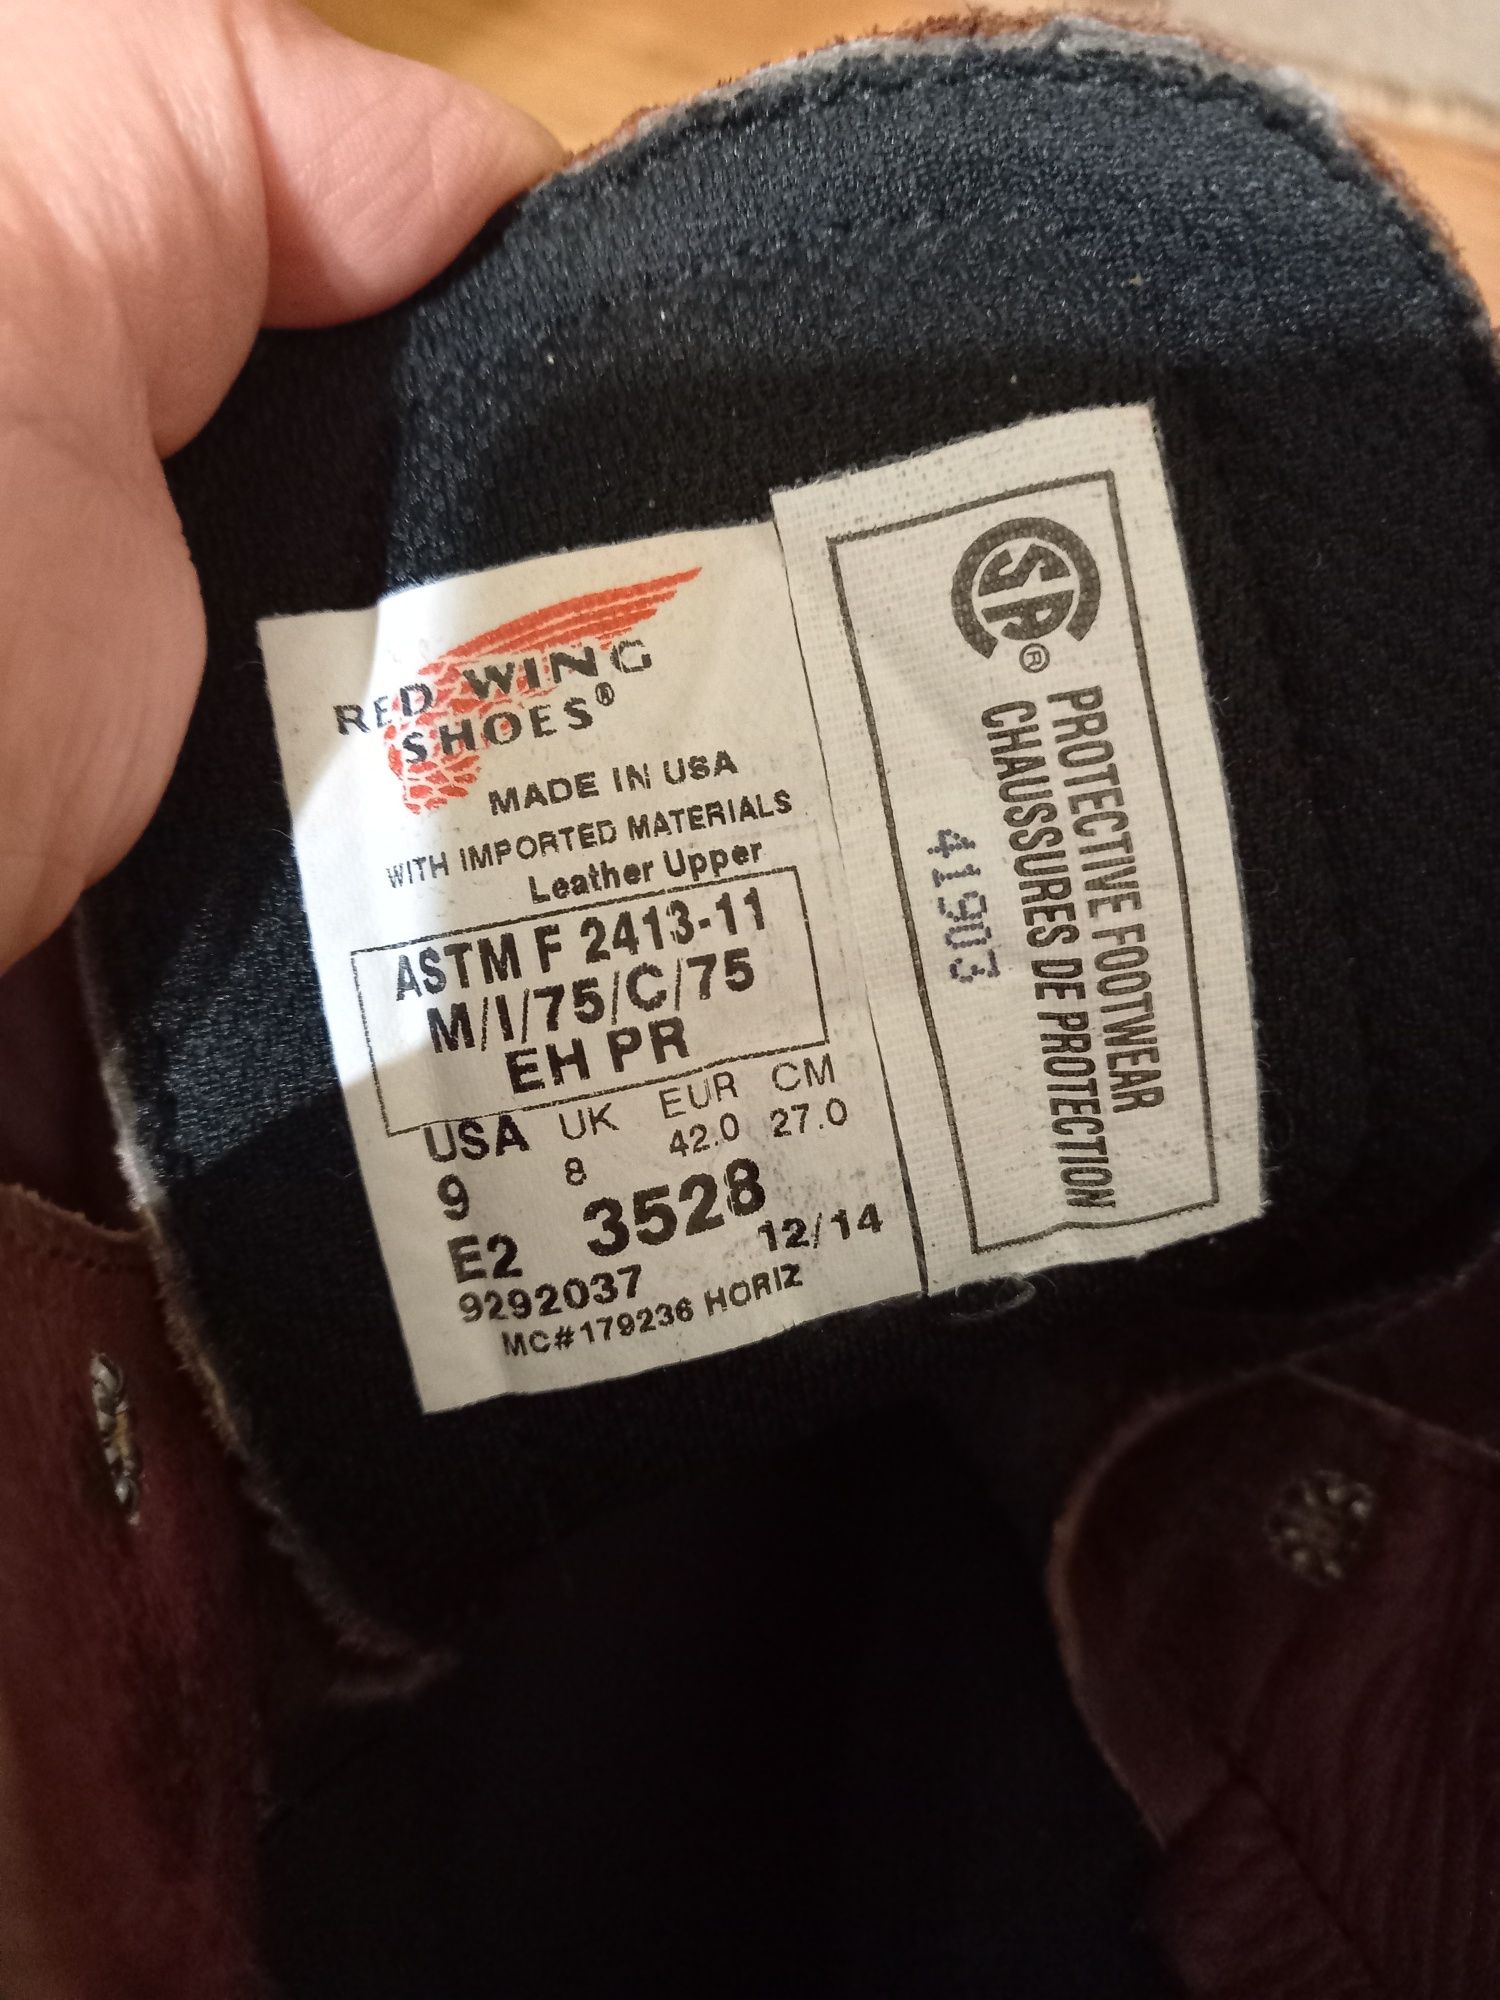 RED WING
SHOES®
MADE IN USA
WITH IMPORTED MATERIALS
Leather Upper
ASTM F 2413-11
M/I/75/C/75
EH PR
USA UK EUR CM
9 8 42.0 27.0
E2 3528
9292037 12/14
MC#179236 HORIZ
CSA®
PROTECTIVE FOOTWEAR
CHAUSSURES DE PROTECTION
41903